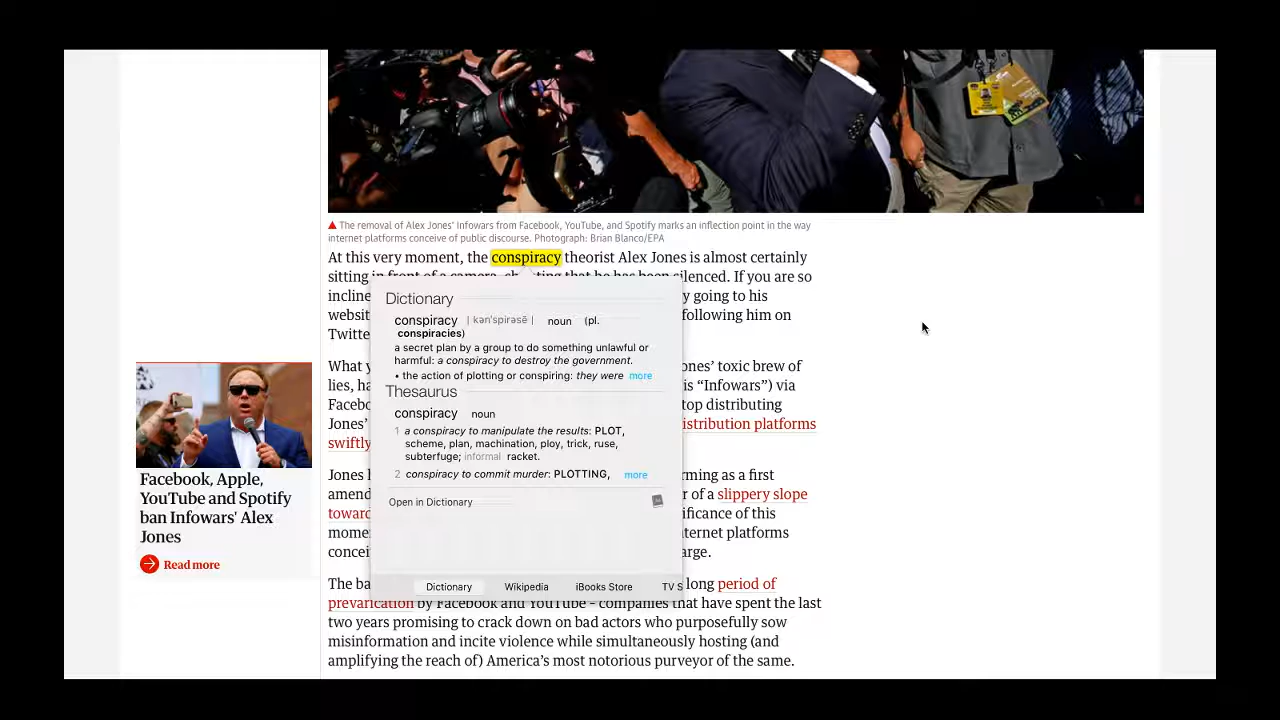 ▲ The removal of Alex Jones' Infowars from Facebook, YouTube, and Spotify marks an inflection point in the way
internet platforms conceive of public discourse. Photograph: Brian Blanco/EPA
At this very moment, the conspiracy theorist Alex Jones is almost certainly
sitting in front of a camera, that he has been silenced. If you are so
incline y going to his
websit following him on
Twitte
Dictionary
conspiracy | kən'spirəsē | noun (pl.
conspiracies)
a secret plan by a group to do something unlawful or
harmful: a conspiracy to destroy the government.
• the action of plotting or conspiring: they were more
Thesaurus
conspiracy noun
1 a conspiracy to manipulate the results: PLOT,
scheme, plan, machination, ploy, trick, ruse,
subterfuge; informal racket.
2 conspiracy to commit murder: PLOTTING, more
Open in Dictionary
Dictionary Wikipedia iBooks Store TV S
What y ones' toxic brew of
lies, ha is "Infowars") via
Facebo top distributing
Jones' istribution platforms
swiftly
Jones h rming as a first
amend r of a slippery slope
towar ificance of this
mome nternet platforms
concei arge.
The ba long period of
prevarication by Facebook and YouTube – companies that have spent the last
two years promising to crack down on bad actors who purposefully sow
misinformation and incite violence while simultaneously hosting (and
amplifying the reach of) America's most notorious purveyor of the same.
Facebook, Apple,
YouTube and Spotify
ban Infowars' Alex
Jones
Read more